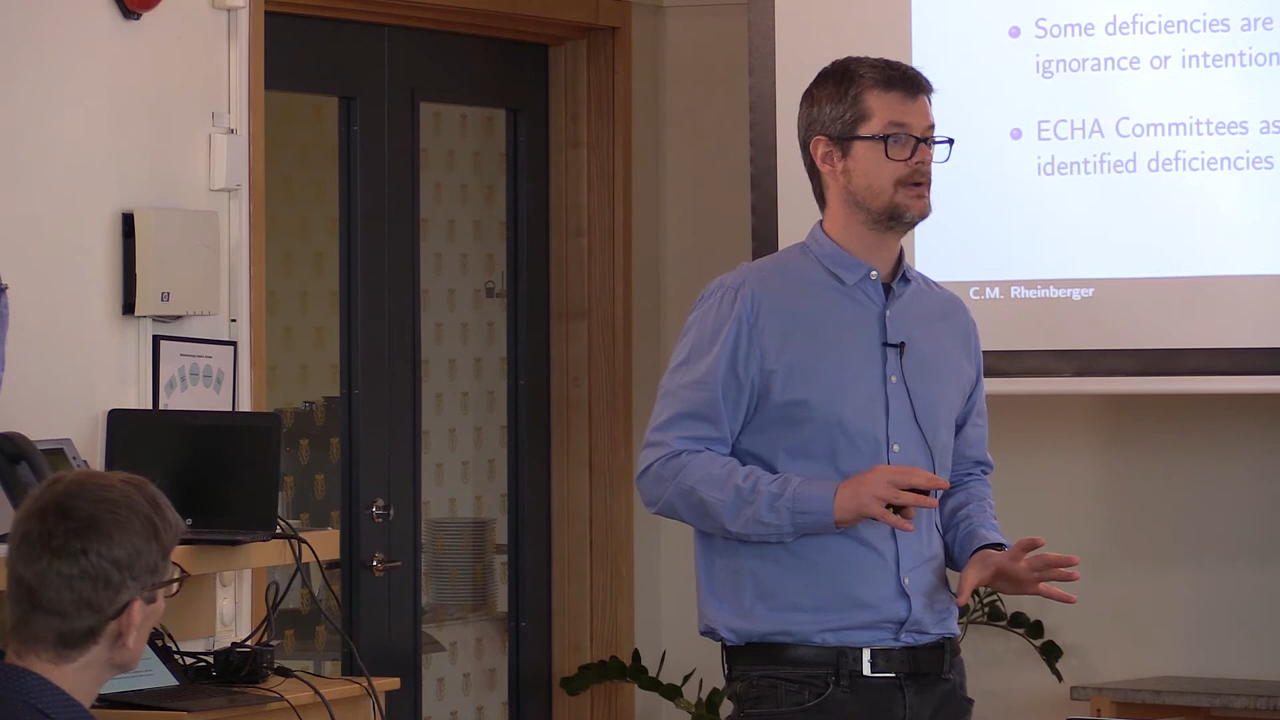 Some deficiencies are
ignorance or intention
ECHA Committees as
identified deficiencies
C.M. Rheinberger